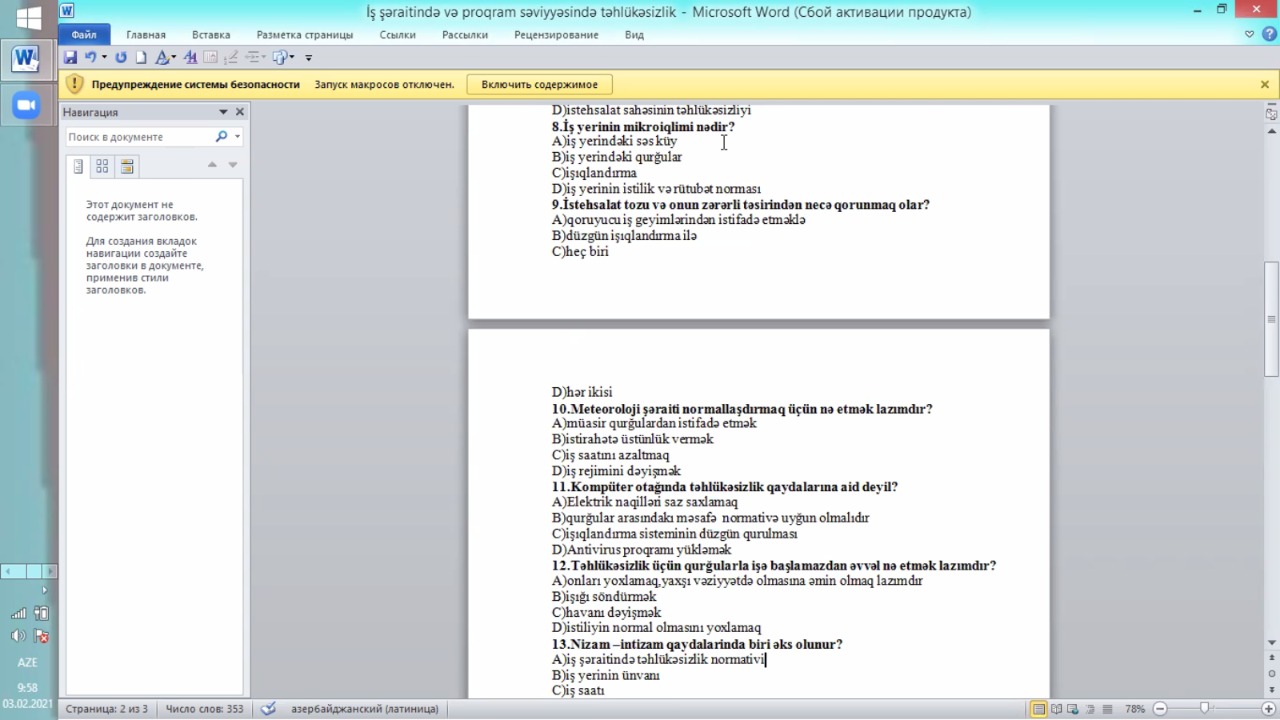 İş şəraitində və proqram səviyyəsində təhlükəsizlik - Microsoft Word (Сбой активации продукта)
Файл Главная Вставка Разметка страницы Ссылки Рассылки Рецензирование Вид
Предупреждение системы безопасности Запуск макросов отключен. Включить содержимое
Навигация
Поиск в документе
Этот документ не
содержит заголовков.
Для создания вкладок
навигации создайте
заголовки в документе,
применив стили
заголовков.
D)istehsalat sahəsinin təhlükəsizliyi
8.İş yerinin mikroiqlimi nədir?
A)iş yerindəki səs küy
B)iş yerindəki qurğular
C)işıqlandırma
D)iş yerinin istilik və rütubət norması
9.İstehsalat tozu və onun zərərli təsirindən necə qorunmaq olar?
A)qoruyucu iş geyimlərindən istifadə etməklə
B)düzgün işıqlandırma ilə
C)heç biri
D)hər ikisi
10.Meteoroloji şəraiti normallaşdırmaq üçün nə etmək lazımdır?
A)müasir qurğulardan istifadə etmək
B)istirahətə üstünlük vermək
C)iş saatını azaltmaq
D)iş rejimini dəyişmək
11.Kompüter otağında təhlükəsizlik qaydalarına aid deyil?
A)Elektrik naqilləri saz saxlamaq
B)qurğular arasındakı məsafə normativə uyğun olmalıdır
C)işıqlandırma sisteminin düzgün qurulması
D)Antivirus proqramı yükləmək
12.Təhlükəsizlik üçün qurğularla işə başlamazdan əvvəl nə etmək lazımdır?
A)onları yoxlamaq,yaxşı vəziyyətdə olmasına əmin olmaq lazımdır
B)işığı söndürmək
C)havanı dəyişmək
D)istiliyin normal olmasını yoxlamaq
13.Nizam –intizam qaydalarinda biri əks olunur?
A)iş şəraitində təhlükəsizlik normativi
B)iş yerinin ünvanı
C)iş saatı
AZE
9:58
03.02.2021
Страница: 2 из 3 Число слов: 353 азербайджанский (латиница) 78%